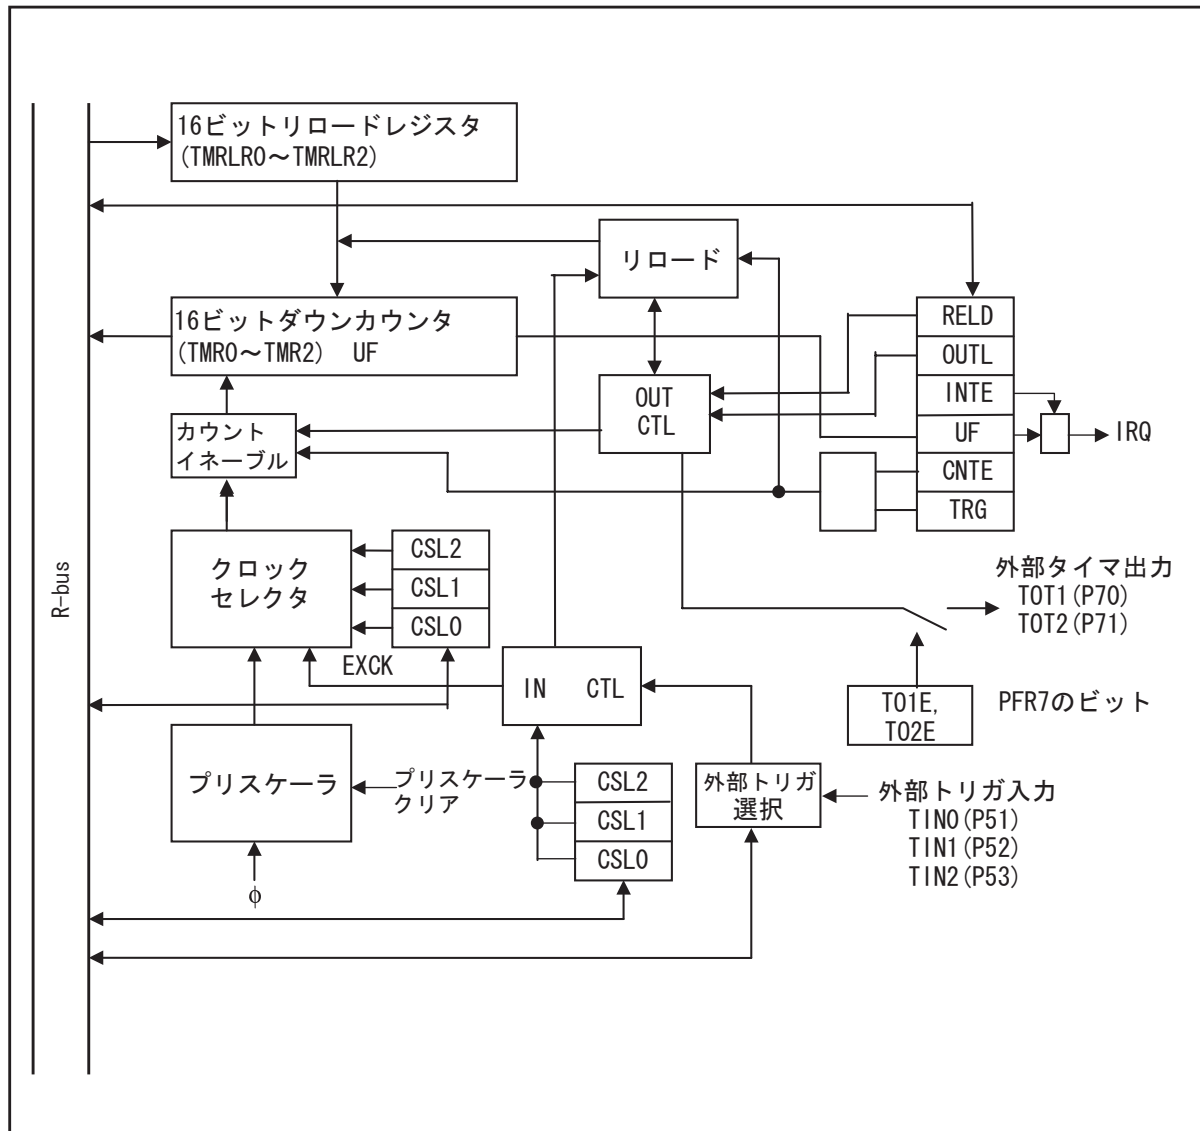 16ビットリロードレジスタ
(TMRLR0～TMRLR2)
リロード
16ビットダウンカウンタ
(TMR0～TMR2) UF
RELD
OUTL
INTE
UF
CNTE
TRG
IRQ
OUT
CTL
カウント
イネーブル
R-bus
クロック
セレクタ
CSL2
CSL1
CSL0
EXCK
IN CTL
外部タイマ出力
TOT1(P70)
TOT2(P71)
TO1E,
TO2E
PFR7のビット
プリスケーラ
プリスケーラ
クリア
CSL2
CSL1
CSL0
外部トリガ
選択
外部トリガ入力
TIN0(P51)
TIN1(P52)
TIN2(P53)
φ